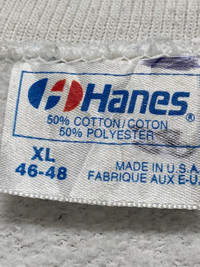 Hanes®
50% COTTON/COTON
50% POLYESTER
XL
46-48
MADE IN U.S.A.
FABRIQUE AUX E-U.